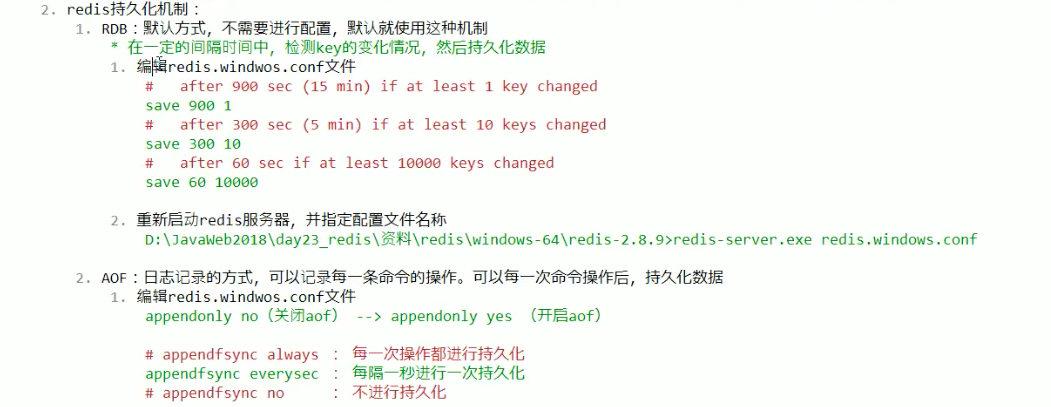 2. redis持久化机制：
1. RDB：默认方式，不需要进行配置，默认就使用这种机制
* 在一定的间隔时间中，检测key的变化情况，然后持久化数据
1. 编辑redis.windwos.conf文件
#   after 900 sec (15 min) if at least 1 key changed
save 900 1
#   after 300 sec (5 min) if at least 10 keys changed
save 300 10
#   after 60 sec if at least 10000 keys changed
save 60 10000
2. 重新启动redis服务器，并指定配置文件名称
D:\JavaWeb2018\day23_redis\资料\redis\windows-64\redis-2.8.9>redis-server.exe redis.windows.conf
2. AOF：日志记录的方式，可以记录每一条命令的操作。可以每一次命令操作后，持久化数据
1. 编辑redis.windwos.conf文件
appendonly no（关闭aof） --> appendonly yes （开启aof）
# appendfsync always ： 每一次操作都进行持久化
appendfsync everysec ： 每隔一秒进行一次持久化
# appendfsync no     ： 不进行持久化